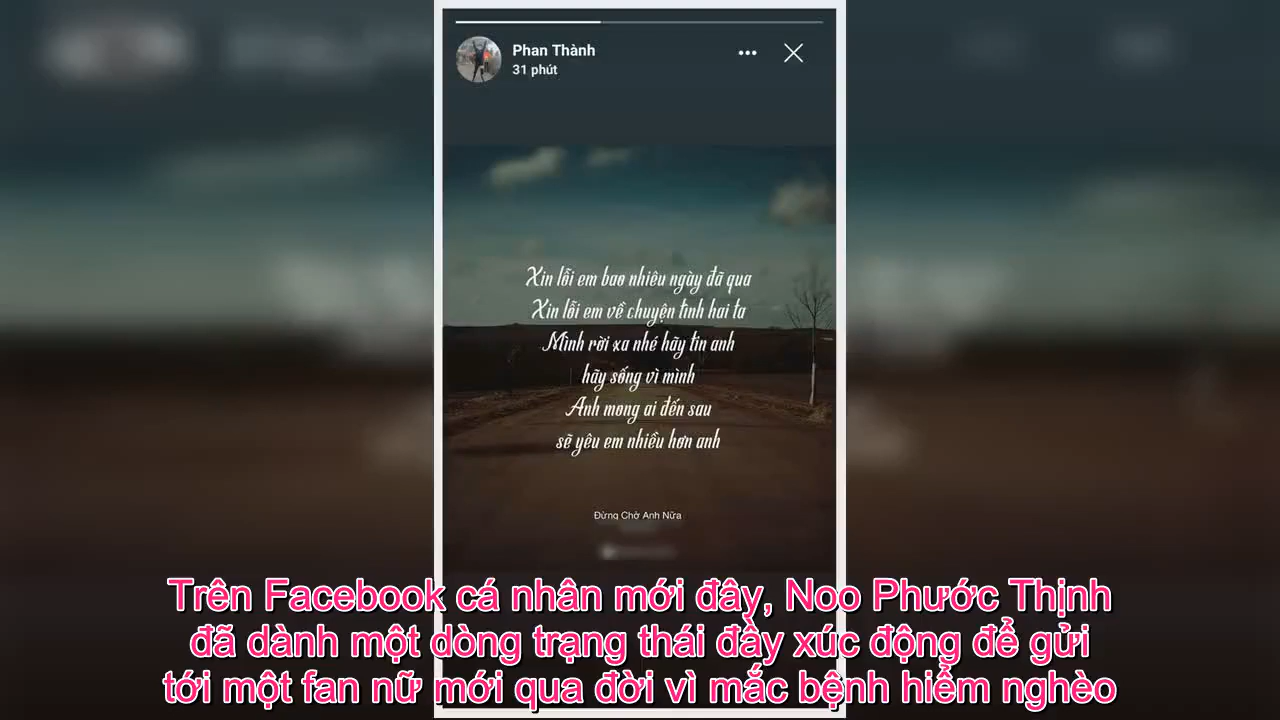 Phan Thành
31 phút
Xin lỗi em bao nhiêu ngày đã qua
Xin lỗi em về chuyện tình hai ta
Mình rời xa nhé hãy tin anh
hãy sống vì mình
Anh mong ai đến sau
sẽ yêu em nhiều hơn anh
Đừng Chờ Anh Nữa
Trên Facebook cá nhân mới đây, Noo Phước Thịnh
đã dành một dòng trạng thái đầy xúc động để gửi
tới một fan nữ mới qua đời vì mắc bệnh hiểm nghèo